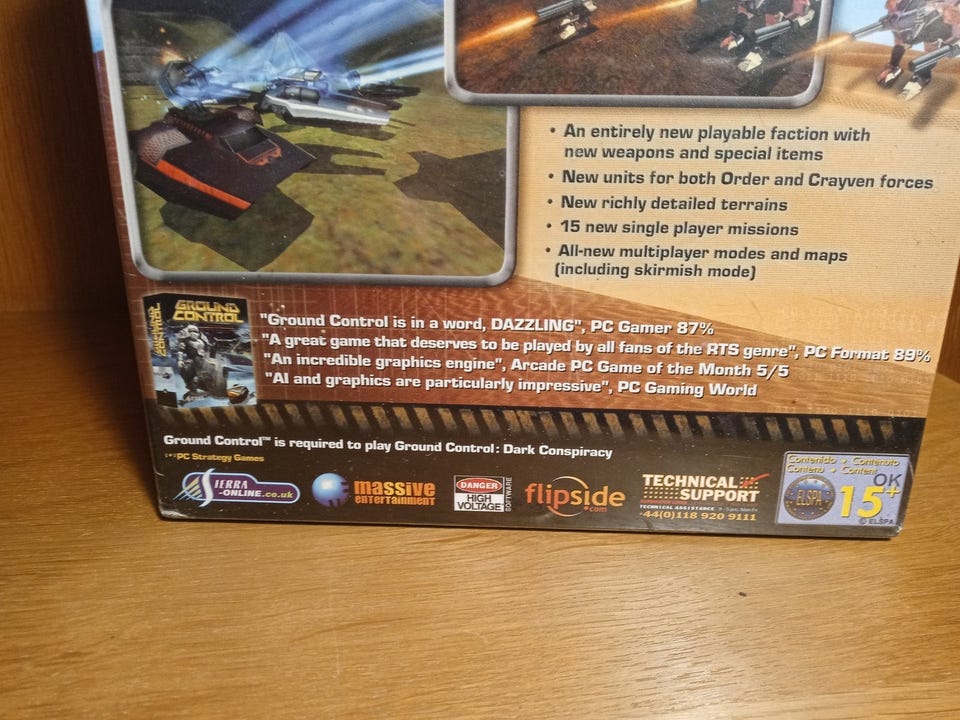 • An entirely new playable faction with
new weapons and special items
• New units for both Order and Crayven forces
• New richly detailed terrains
• 15 new single player missions
• All-new multiplayer modes and maps
(including skirmish mode)
GROUND
CONTROL
"Ground Control is in a word, DAZZLING", PC Gamer 87%
"A great game that deserves to be played by all fans of the RTS genre", PC Format 89%
"An incredible graphics engine", Arcade PC Game of the Month 5/5
"AI and graphics are particularly impressive", PC Gaming World
Ground Control™ is required to play Ground Control: Dark Conspiracy
PC Strategy Games
SIERRA
-ONLINE.co.uk
massive
ENTERTAINMENT
DANGER
HIGH
VOLTAGE
SOFTWARE
flipside
.com
TECHNICAL
SUPPORT
TECHNICAL ASSISTANCE
44(0)118 920 9111
Contenido • Contenuto
Contenu • Content
OK
ELSPA
15+
© ELSPA